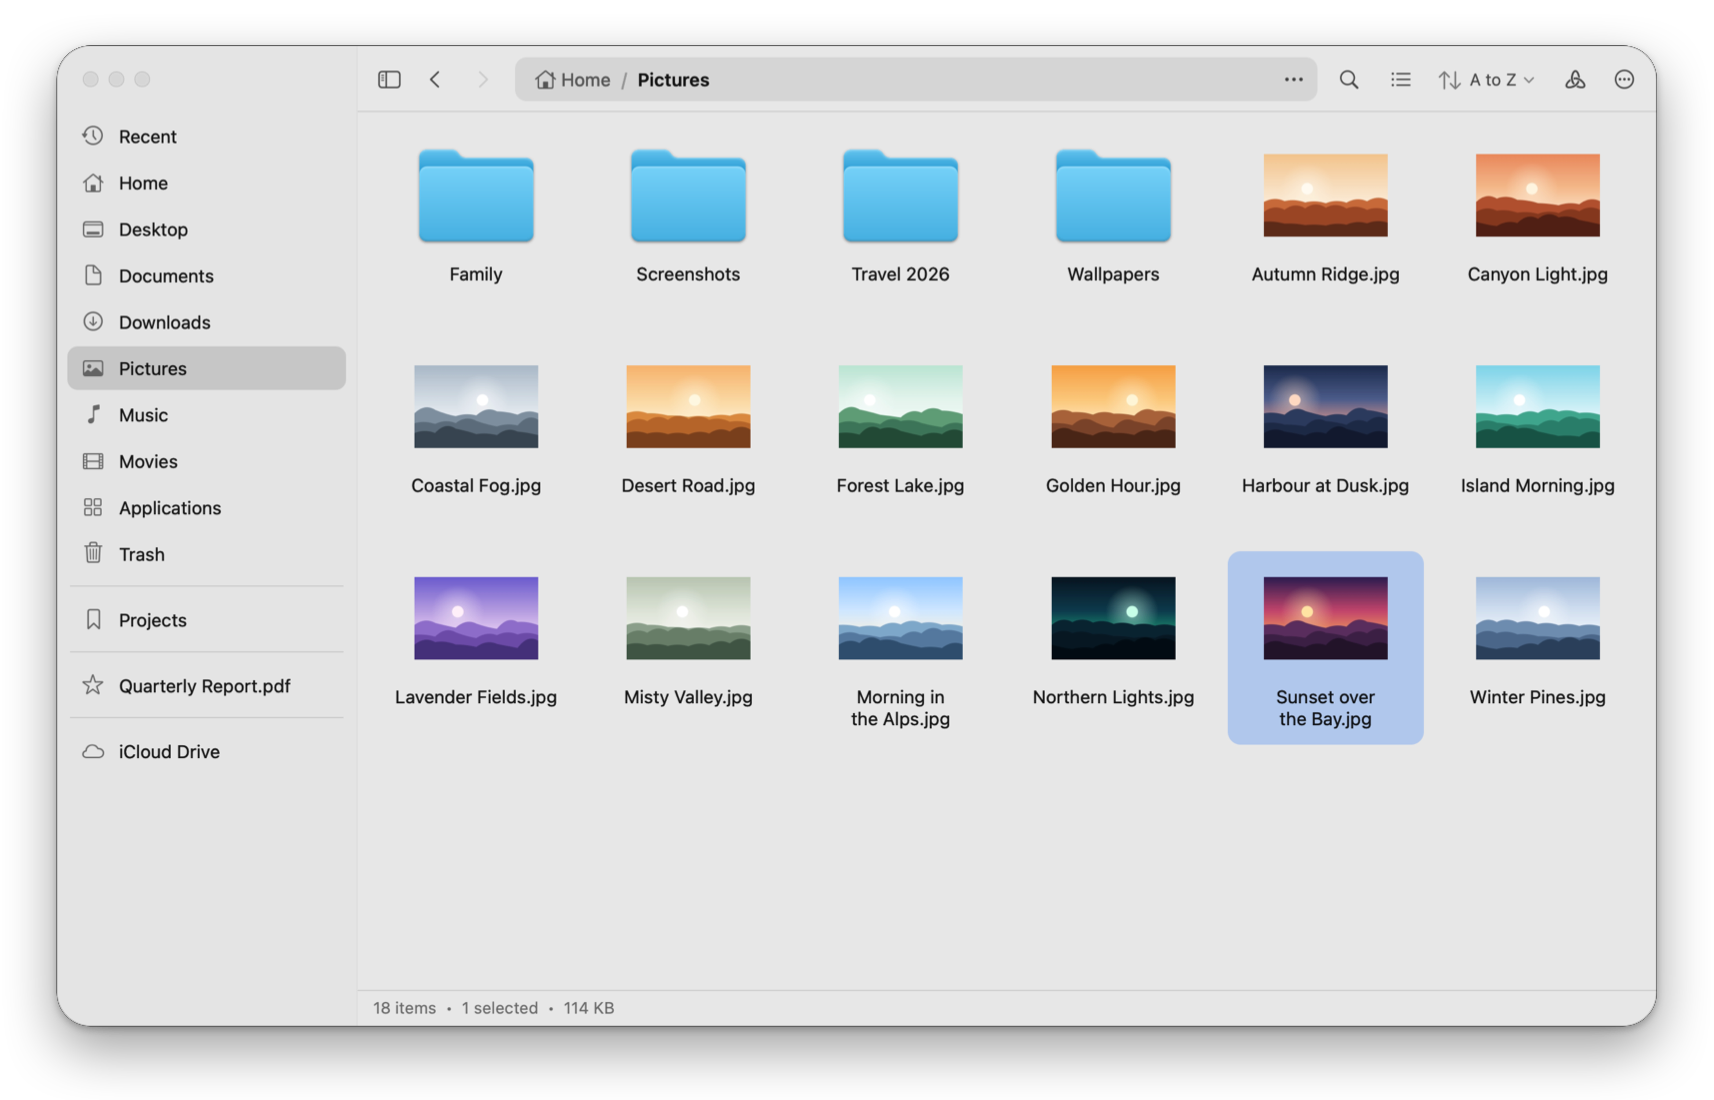 Recent
Home
Desktop
Documents
Downloads
Pictures
Music
Movies
Applications
Trash
Projects
Quarterly Report.pdf
iCloud Drive
Home / Pictures
A to Z
Family
Screenshots
Travel 2026
Wallpapers
Autumn Ridge.jpg
Canyon Light.jpg
Coastal Fog.jpg
Desert Road.jpg
Forest Lake.jpg
Golden Hour.jpg
Harbour at Dusk.jpg
Island Morning.jpg
Lavender Fields.jpg
Misty Valley.jpg
Morning in
the Alps.jpg
Northern Lights.jpg
Sunset over
the Bay.jpg
Winter Pines.jpg
18 items • 1 selected • 114 KB